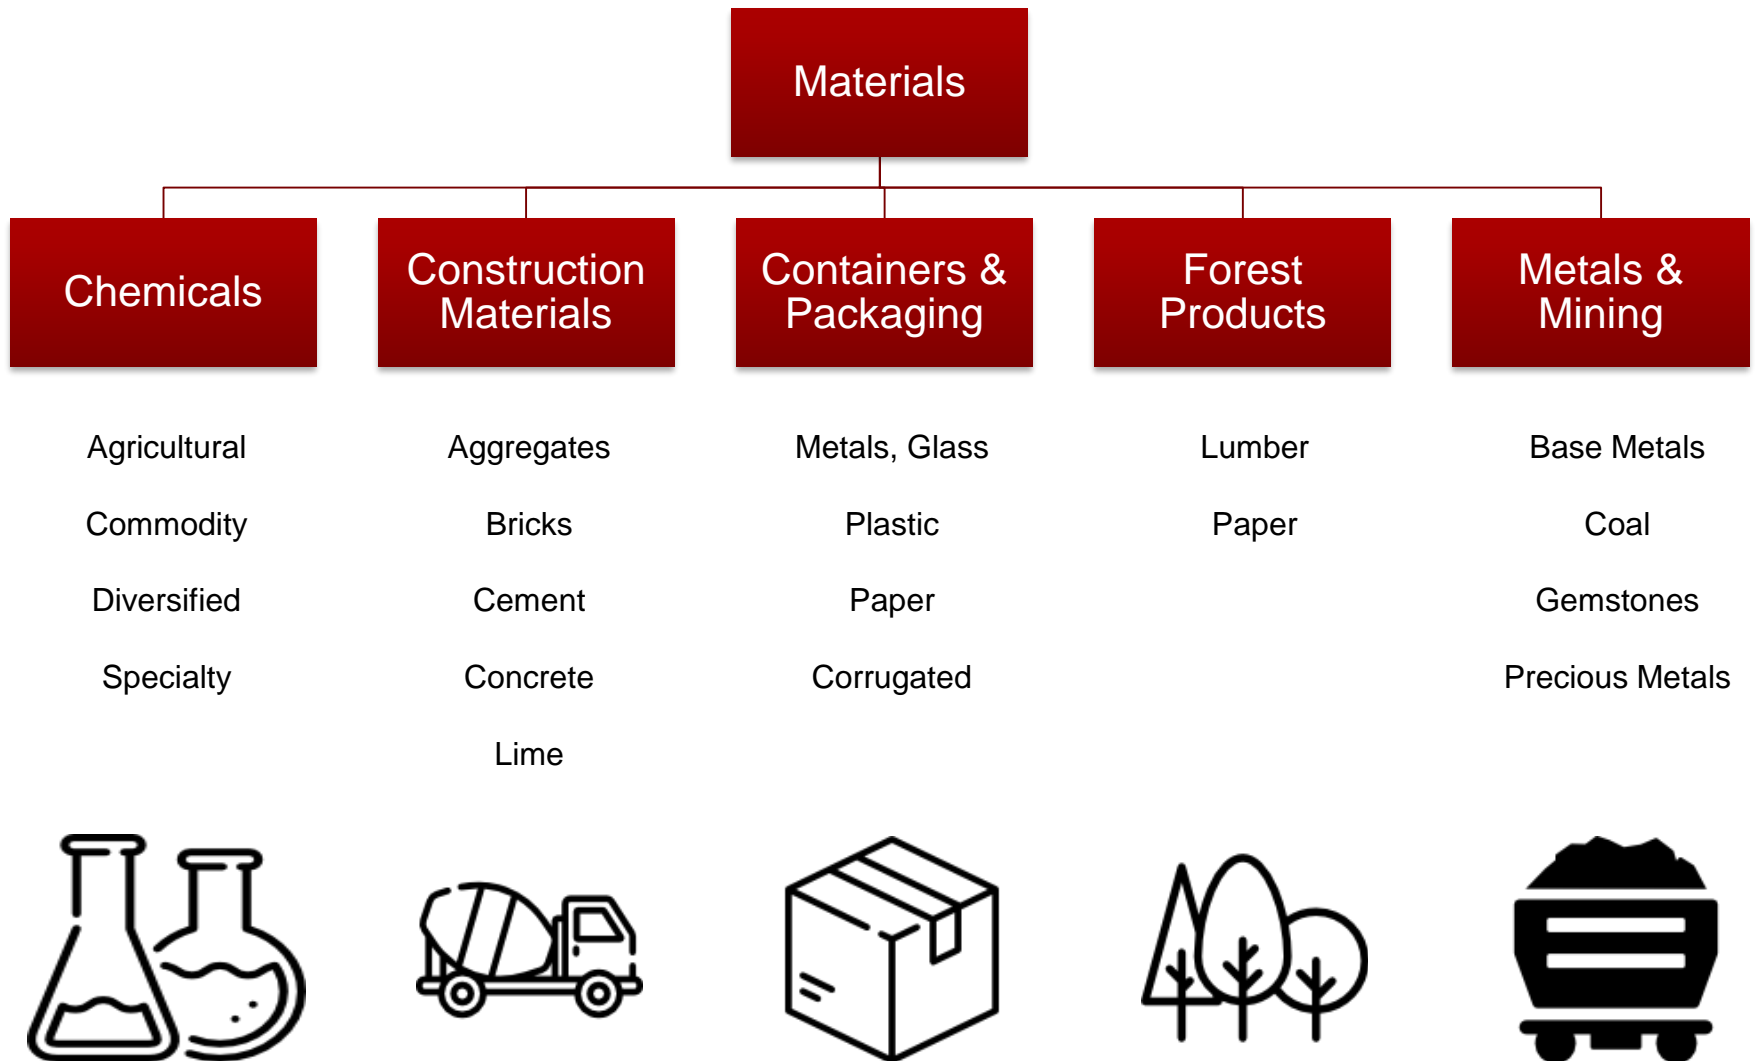 Materials
Chemicals
Construction
Materials
Containers &
Packaging
Forest
Products
Metals &
Mining
Agricultural
Commodity
Diversified
Specialty
Aggregates
Bricks
Cement
Concrete
Lime
Metals, Glass
Plastic
Paper
Corrugated
Lumber
Paper
Base Metals
Coal
Gemstones
Precious Metals